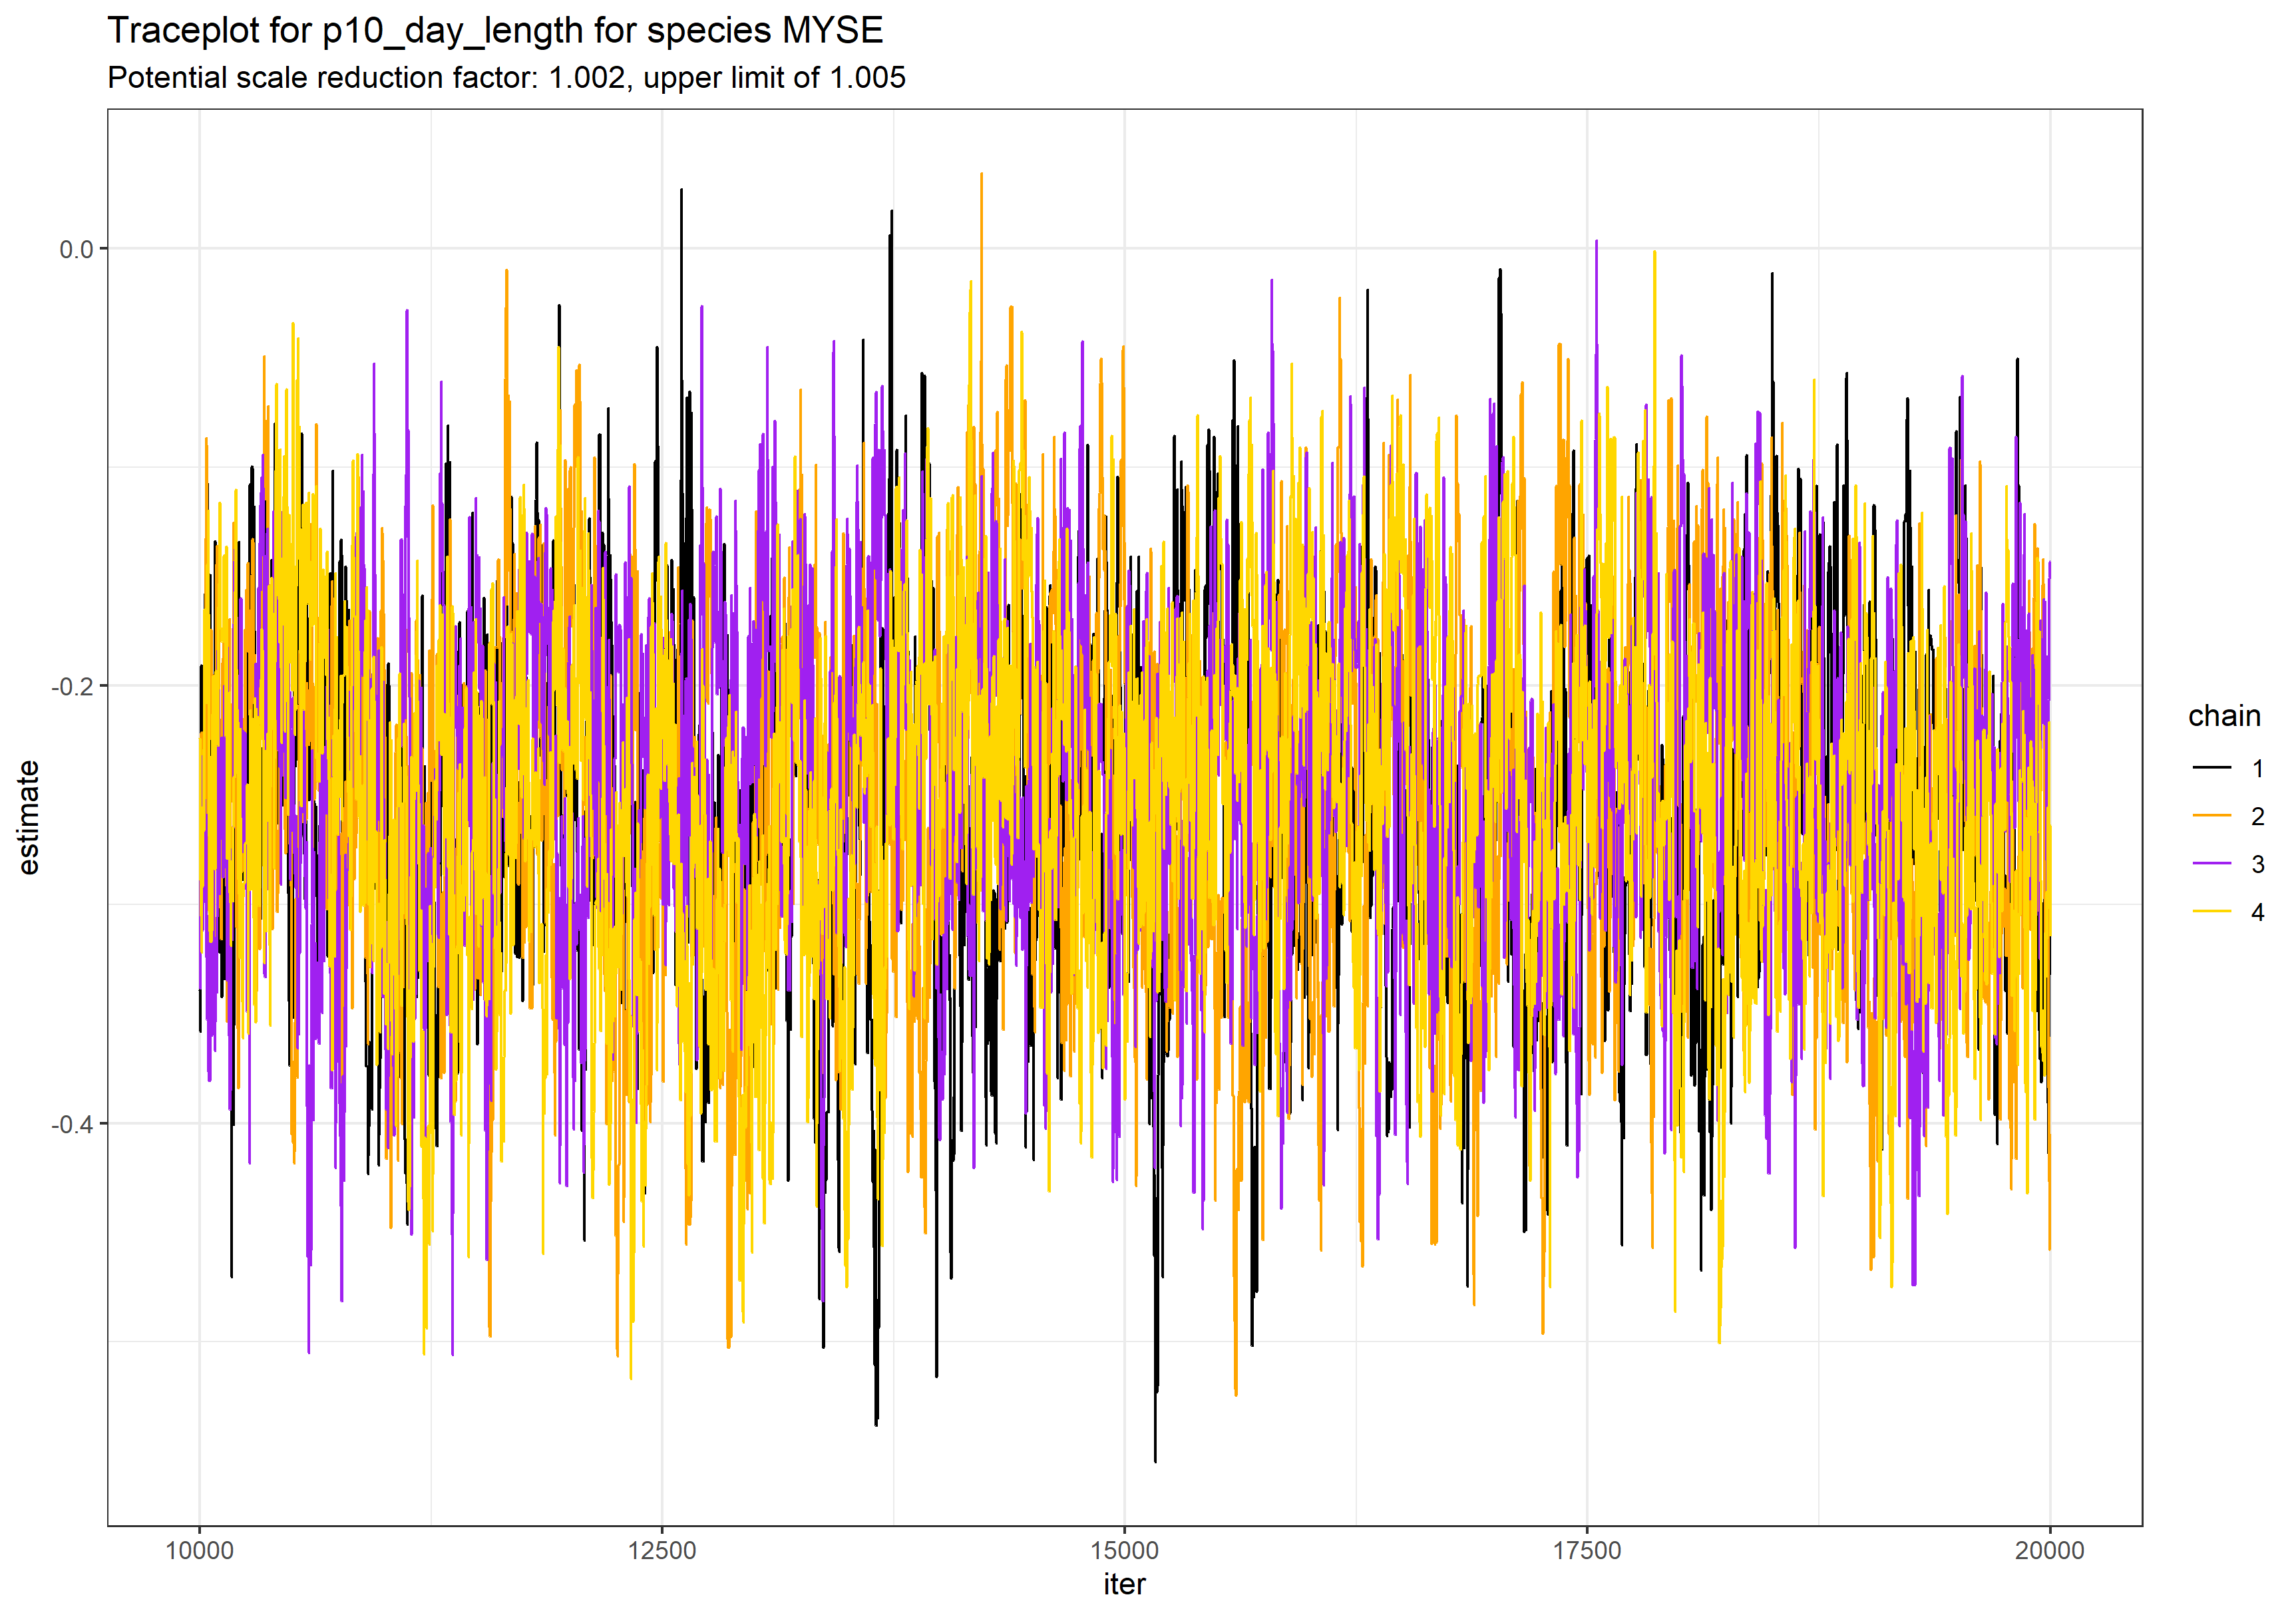 Traceplot for p10_day_length for species MYSE
Potential scale reduction factor: 1.002, upper limit of 1.005
0.0
-0.2
-0.4
estimate
10000 12500 15000 17500 20000
iter
chain
1
2
3
4